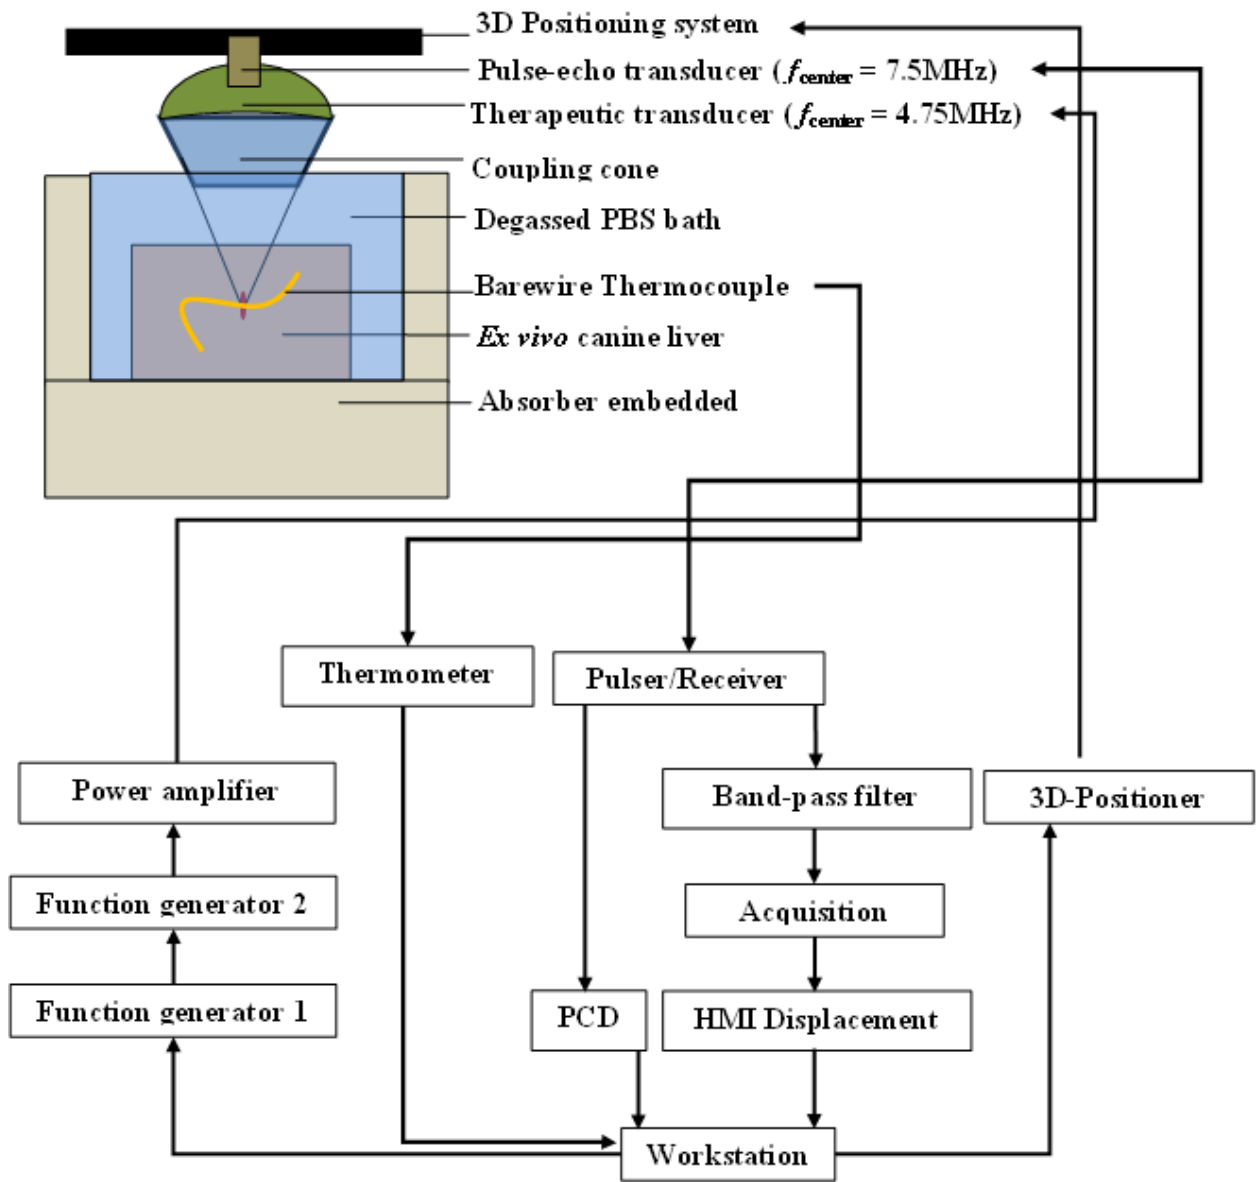 3D Positioning system
Pulse-echo transducer (fcenter = 7.5MHz)
Therapeutic transducer (fcenter = 4.75MHz)
Coupling cone
Degassed PBS bath
Barewire Thermocouple
Ex vivo canine liver
Absorber embedded
Thermometer
Pulser/Receiver
Power amplifier
Band-pass filter
3D-Positioner
Function generator 2
Acquisition
Function generator 1
PCD
HMI Displacement
Workstation